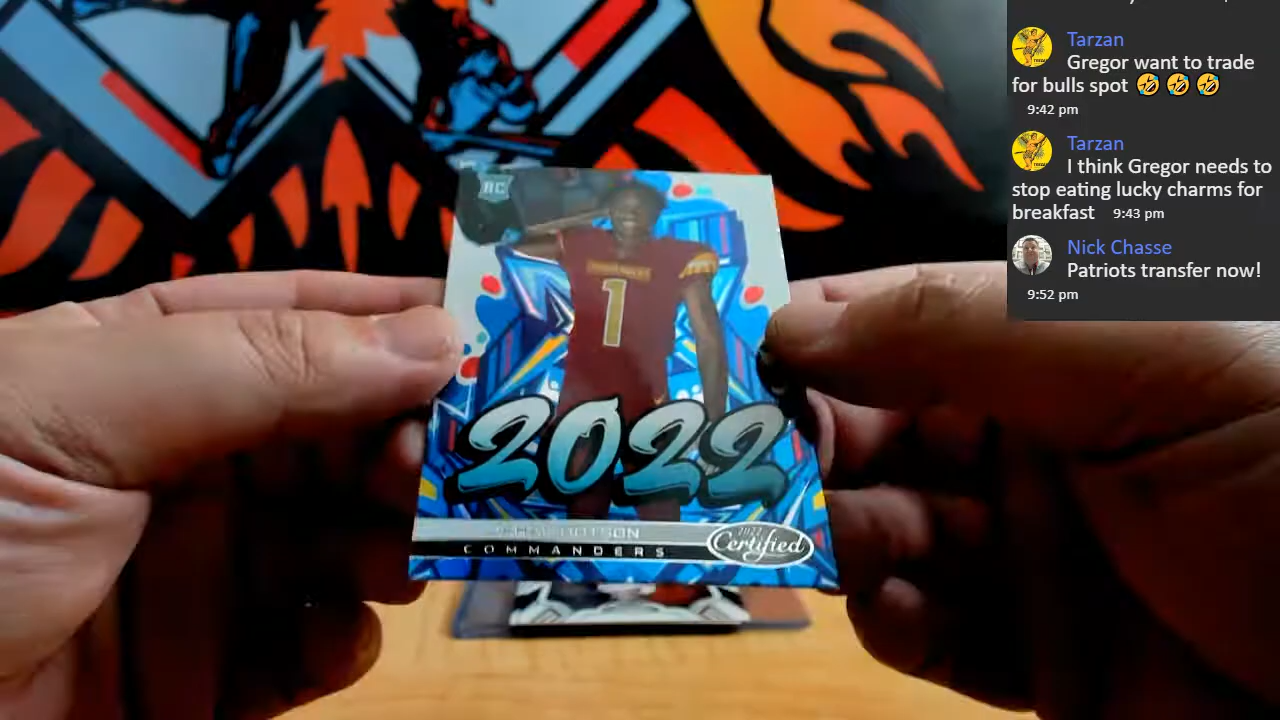 Tarzan
Gregor want to trade
for bulls spot 🤣 🤣 🤣
9:42 pm
Tarzan
I think Gregor needs to
stop eating lucky charms for
breakfast 9:43 pm
Nick Chasse
Patriots transfer now!
9:52 pm
RC
1
2022
COMMANDERS
2022
Certified